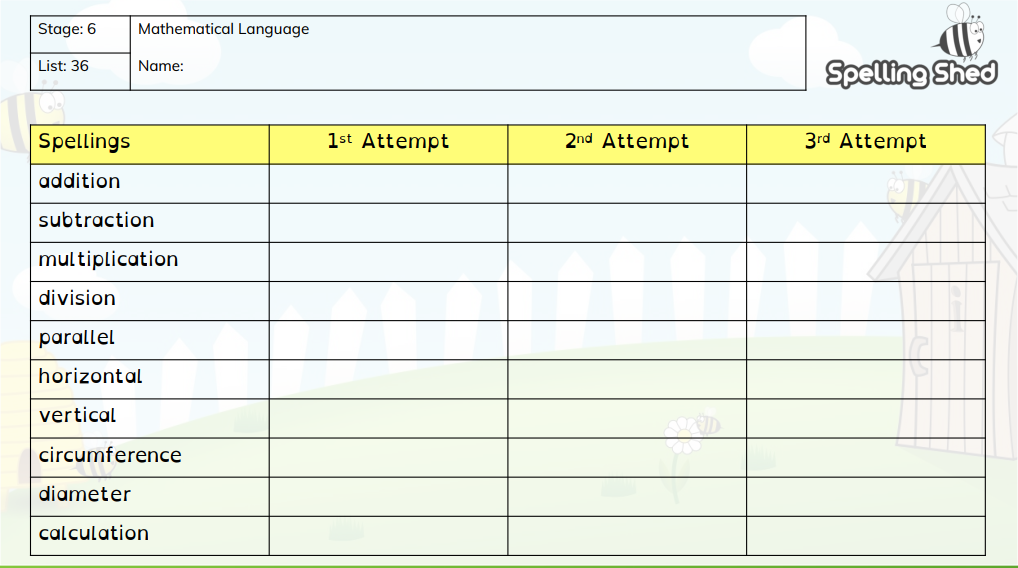 Stage: 6
Mathematical Language
List: 36
Name:
Spelling Shed
Spellings 1st Attempt 2nd Attempt 3rd Attempt
addition
subtraction
multiplication
division
parallel
horizontal
vertical
circumference
diameter
calculation